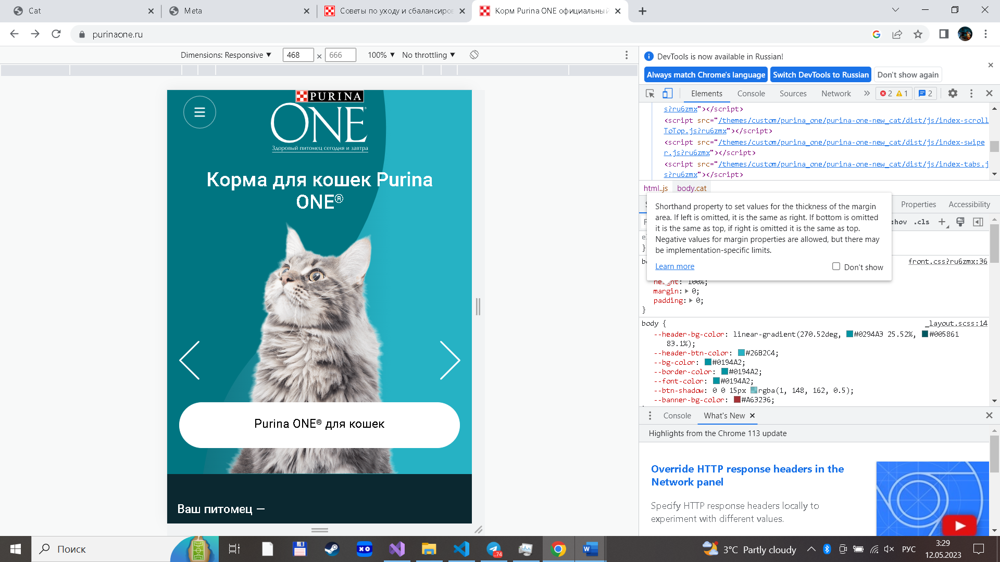 Cat
Meta
Советы по уходу и сбалансиров
Корм Purina ONE официальный
purinaone.ru
Dimensions: Responsive ▼ 468 × 666 100% ▼ No throttling ▼
DevTools is now available in Russian!
Always match Chrome's language Switch DevTools to Russian Don't show again
Elements Console Sources Network » 2 1 2
s?ru6zmx"></script>
<script src="/themes/custom/purina_one/purina-one-new_cat/dist/js/index-scroll
ToTop.js?ru6zmx"></script>
<script src="/themes/custom/purina_one/purina-one-new_cat/dist/js/index-swipe
r.js?ru6zmx"></script>
<script src="/themes/custom/purina_one/purina-one-new_cat/dist/js/index-tabs.j
s?ru6zmx"></script>
html.js body.cat
Properties Accessibility
:hov .cls
Shorthand property to set values for the thickness of the margin
area. If left is omitted, it is the same as right. If bottom is omitted
it is the same as top, if right is omitted it is the same as top.
Negative values for margin properties are allowed, but there may
be implementation-specific limits.
Learn more Don't show
}
front.css?ru6zmx:36
height: 100%;
margin: 0;
padding: 0;
}
body { _layout.scss:14
--header-bg-color: linear-gradient(270.52deg, #0294A3 25.52%, #005861
83.1%);
--header-btn-color: #26B2C4;
--bg-color: #0194A2;
--border-color: #0194A2;
--font-color: #0194A2;
--btn-shadow: 0 0 15px rgba(1, 148, 162, 0.5);
--banner-bg-color: #A63236;
Console What's New
Highlights from the Chrome 113 update
Override HTTP response headers in the
Network panel
Specify HTTP response headers locally to
experiment with different values.
PURINA
ONE
Здоровый питомец сегодня и завтра
Корма для кошек Purina
ONE®
Purina ONE® для кошек
Ваш питомец —
Поиск
XO
..74
3°C Partly cloudy
РУС
3:29
12.05.2023